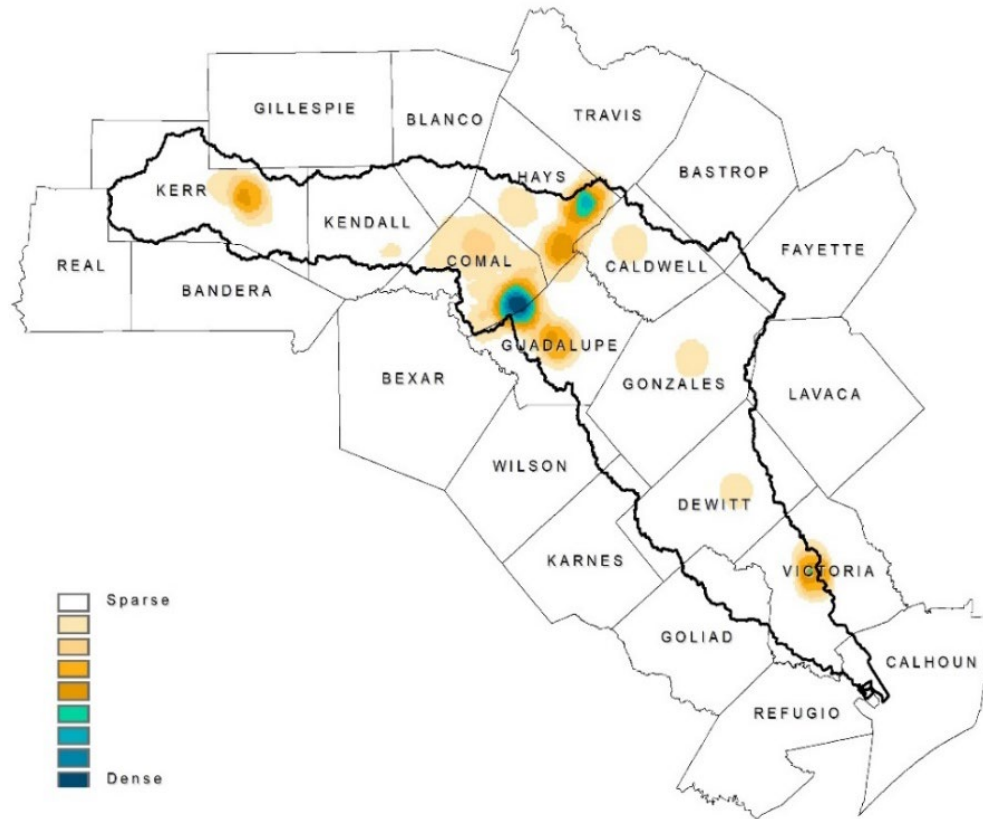 GILLESPIE
BLANCO
TRAVIS
BASTROP
HAYS
KERR
KENDALL
FAYETTE
REAL
COMAL
CALDWELL
BANDERA
GUADALUPE
BEXAR
GONZALES
LAVACA
WILSON
DEWITT
KARNES
VICTORIA
GOLIAD
CALHOUN
REFUGIO
Sparse
Dense